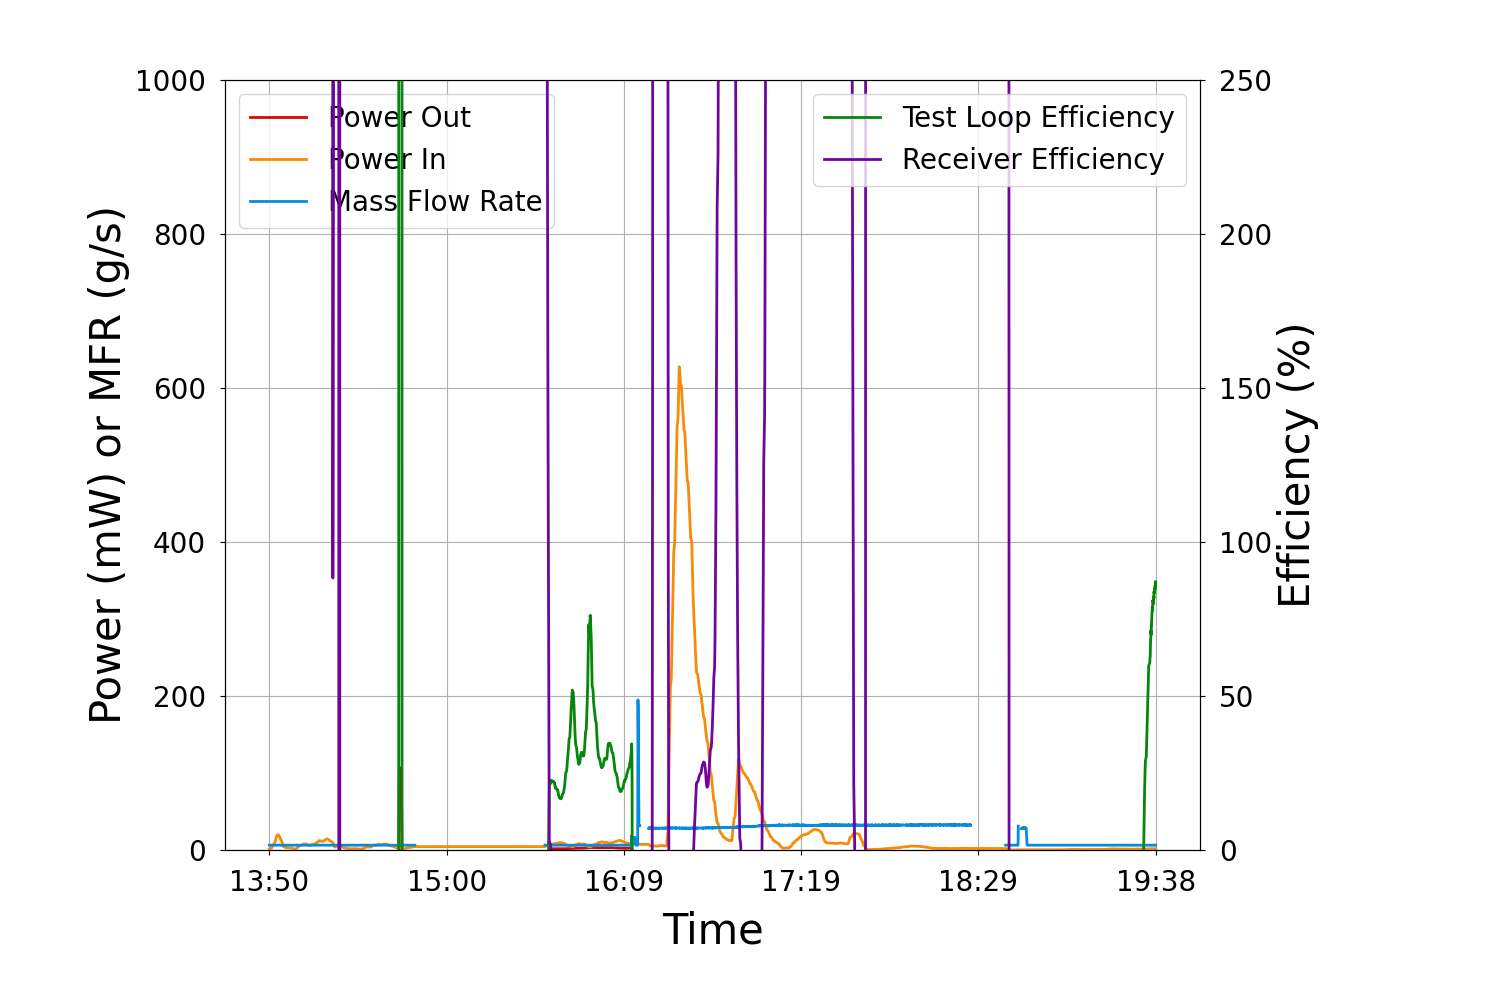 1000
800
600
400
200
0
Power (mW) or MFR (g/s)
Power Out
Power In
Mass Flow Rate
Test Loop Efficiency
Receiver Efficiency
250
200
150
100
50
0
Efficiency (%)
13:50 15:00 16:09 17:19 18:29 19:38
Time